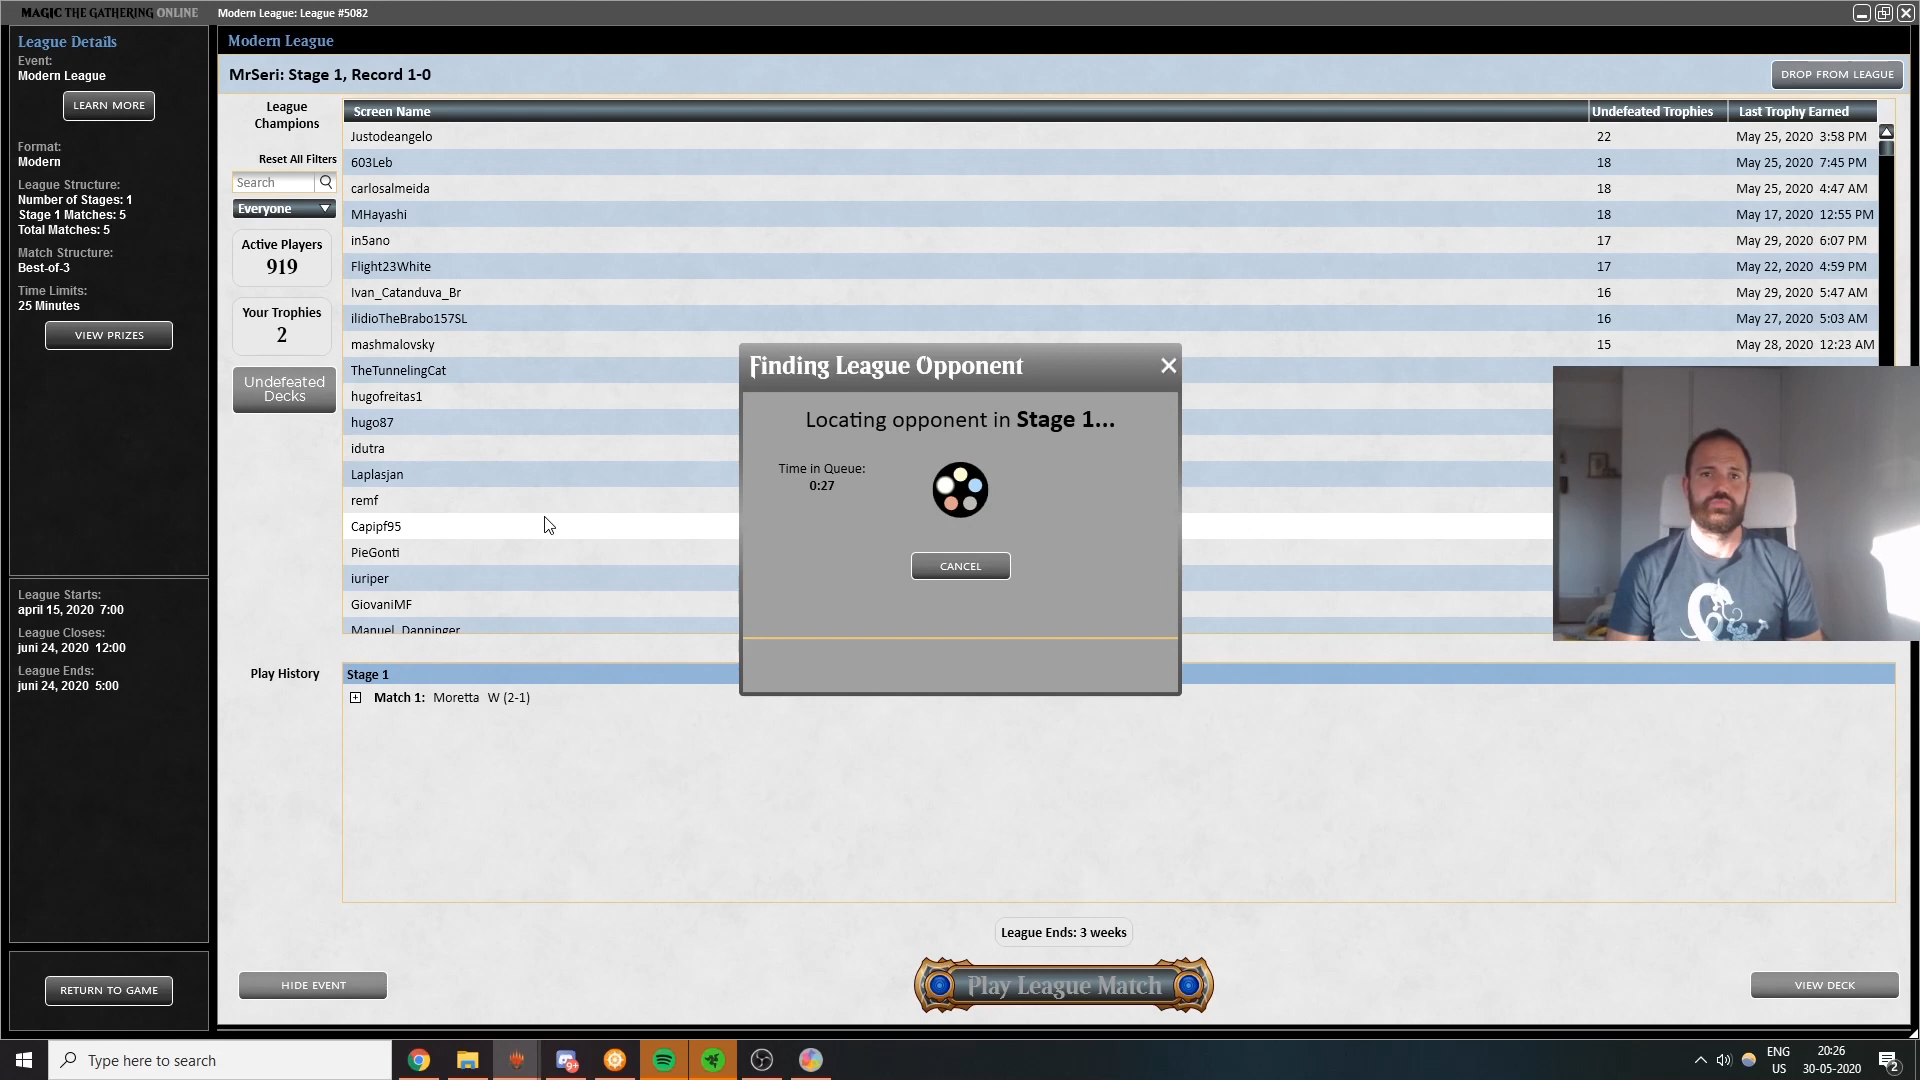 MAGIC THE GATHERING ONLINE
Modern League: League #5082
League Details
Event:
Modern League
LEARN MORE
Format:
Modern
League Structure:
Number of Stages: 1
Stage 1 Matches: 5
Total Matches: 5
Match Structure:
Best-of-3
Time Limits:
25 Minutes
VIEW PRIZES
League Starts:
april 15, 2020 7:00
League Closes:
juni 24, 2020 12:00
League Ends:
juni 24, 2020 5:00
RETURN TO GAME
Modern League
MrSeri: Stage 1, Record 1-0
DROP FROM LEAGUE
League
Champions
Reset All Filters
Search
Everyone
Active Players
919
Your Trophies
2
Undefeated
Decks
Screen Name Undefeated Trophies Last Trophy Earned
Justodeangelo 22 May 25, 2020 3:58 PM
603Leb 18 May 25, 2020 7:45 PM
carlosalmeida 18 May 25, 2020 4:47 AM
MHayashi 18 May 17, 2020 12:55 PM
in5ano 17 May 29, 2020 6:07 PM
Flight23White 17 May 22, 2020 4:59 PM
Ivan_Catanduva_Br 16 May 29, 2020 5:47 AM
ilidioTheBrabo157SL 16 May 27, 2020 5:03 AM
mashmalovsky 15 May 28, 2020 12:23 AM
TheTunnelingCat
hugofreitas1
hugo87
idutra
Laplasjan
remf
Capipf95
PieGonti
iuriper
GiovaniMF
Manuel_Danninger
Finding League Opponent
Locating opponent in Stage 1...
Time in Queue:
0:27
CANCEL
Play History
Stage 1
Match 1: Moretta W (2-1)
League Ends: 3 weeks
HIDE EVENT
Play League Match
VIEW DECK
Type here to search
9+
ENG
US
20:26
30-05-2020
2